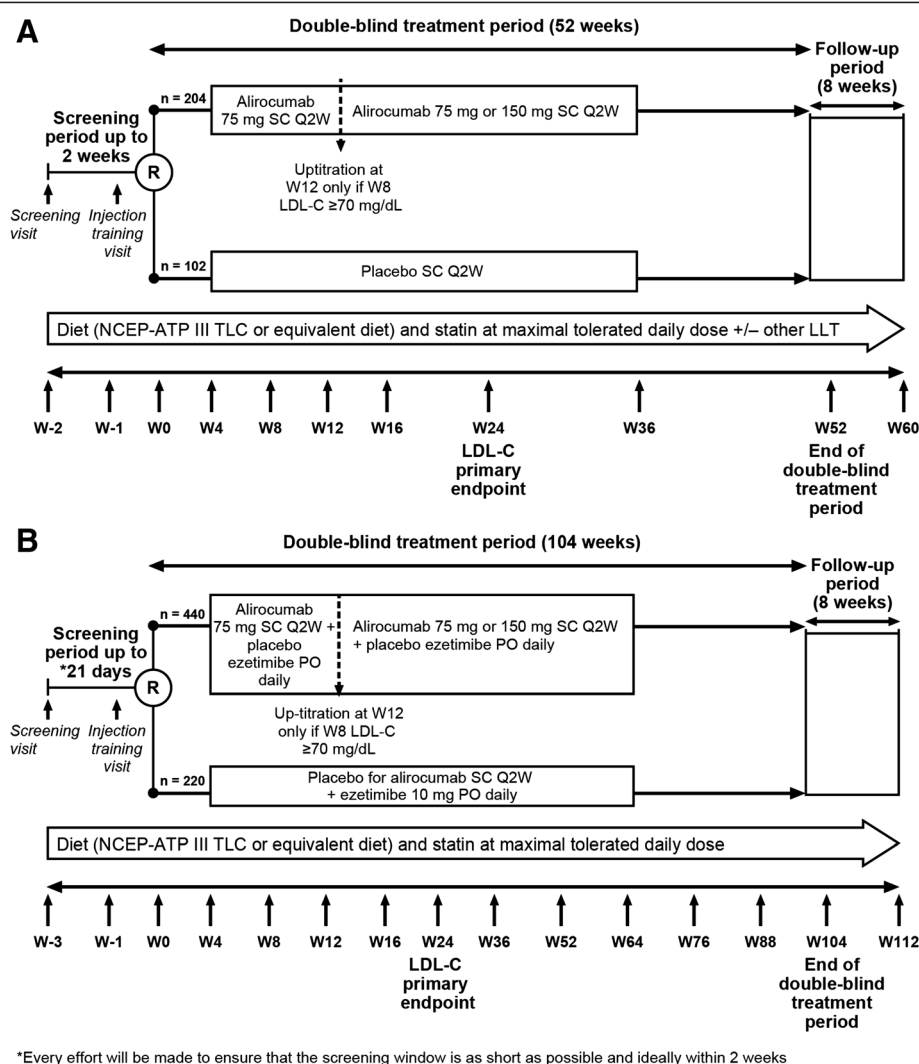 A
Double-blind treatment period (52 weeks)
Follow-up
period
(8 weeks)
Screening
period up to
2 weeks
n = 204
Alirocumab
75 mg SC Q2W
Alirocumab 75 mg or 150 mg SC Q2W
R
Uptitration at
W12 only if W8
LDL-C ≥70 mg/dL
Screening
visit
Injection
training
visit
n = 102
Placebo SC Q2W
Diet (NCEP-ATP III TLC or equivalent diet) and statin at maximal tolerated daily dose +/– other LLT
W-2 W-1 W0 W4 W8 W12 W16 W24 W36 W52 W60
LDL-C
primary
endpoint
End of
double-blind
treatment
period
B
Double-blind treatment period (104 weeks)
Follow-up
period
(8 weeks)
Screening
period up to
*21 days
n = 440
Alirocumab
75 mg SC Q2W +
placebo
ezetimibe PO
daily
Alirocumab 75 mg or 150 mg SC Q2W
+ placebo ezetimibe PO daily
R
Up-titration at W12
only if W8 LDL-C
≥70 mg/dL
Screening
visit
Injection
training
visit
n = 220
Placebo for alirocumab SC Q2W
+ ezetimibe 10 mg PO daily
Diet (NCEP-ATP III TLC or equivalent diet) and statin at maximal tolerated daily dose
W-3 W-1 W0 W4 W8 W12 W16 W24 W36 W52 W64 W76 W88 W104 W112
LDL-C
primary
endpoint
End of
double-blind
treatment
period
*Every effort will be made to ensure that the screening window is as short as possible and ideally within 2 weeks